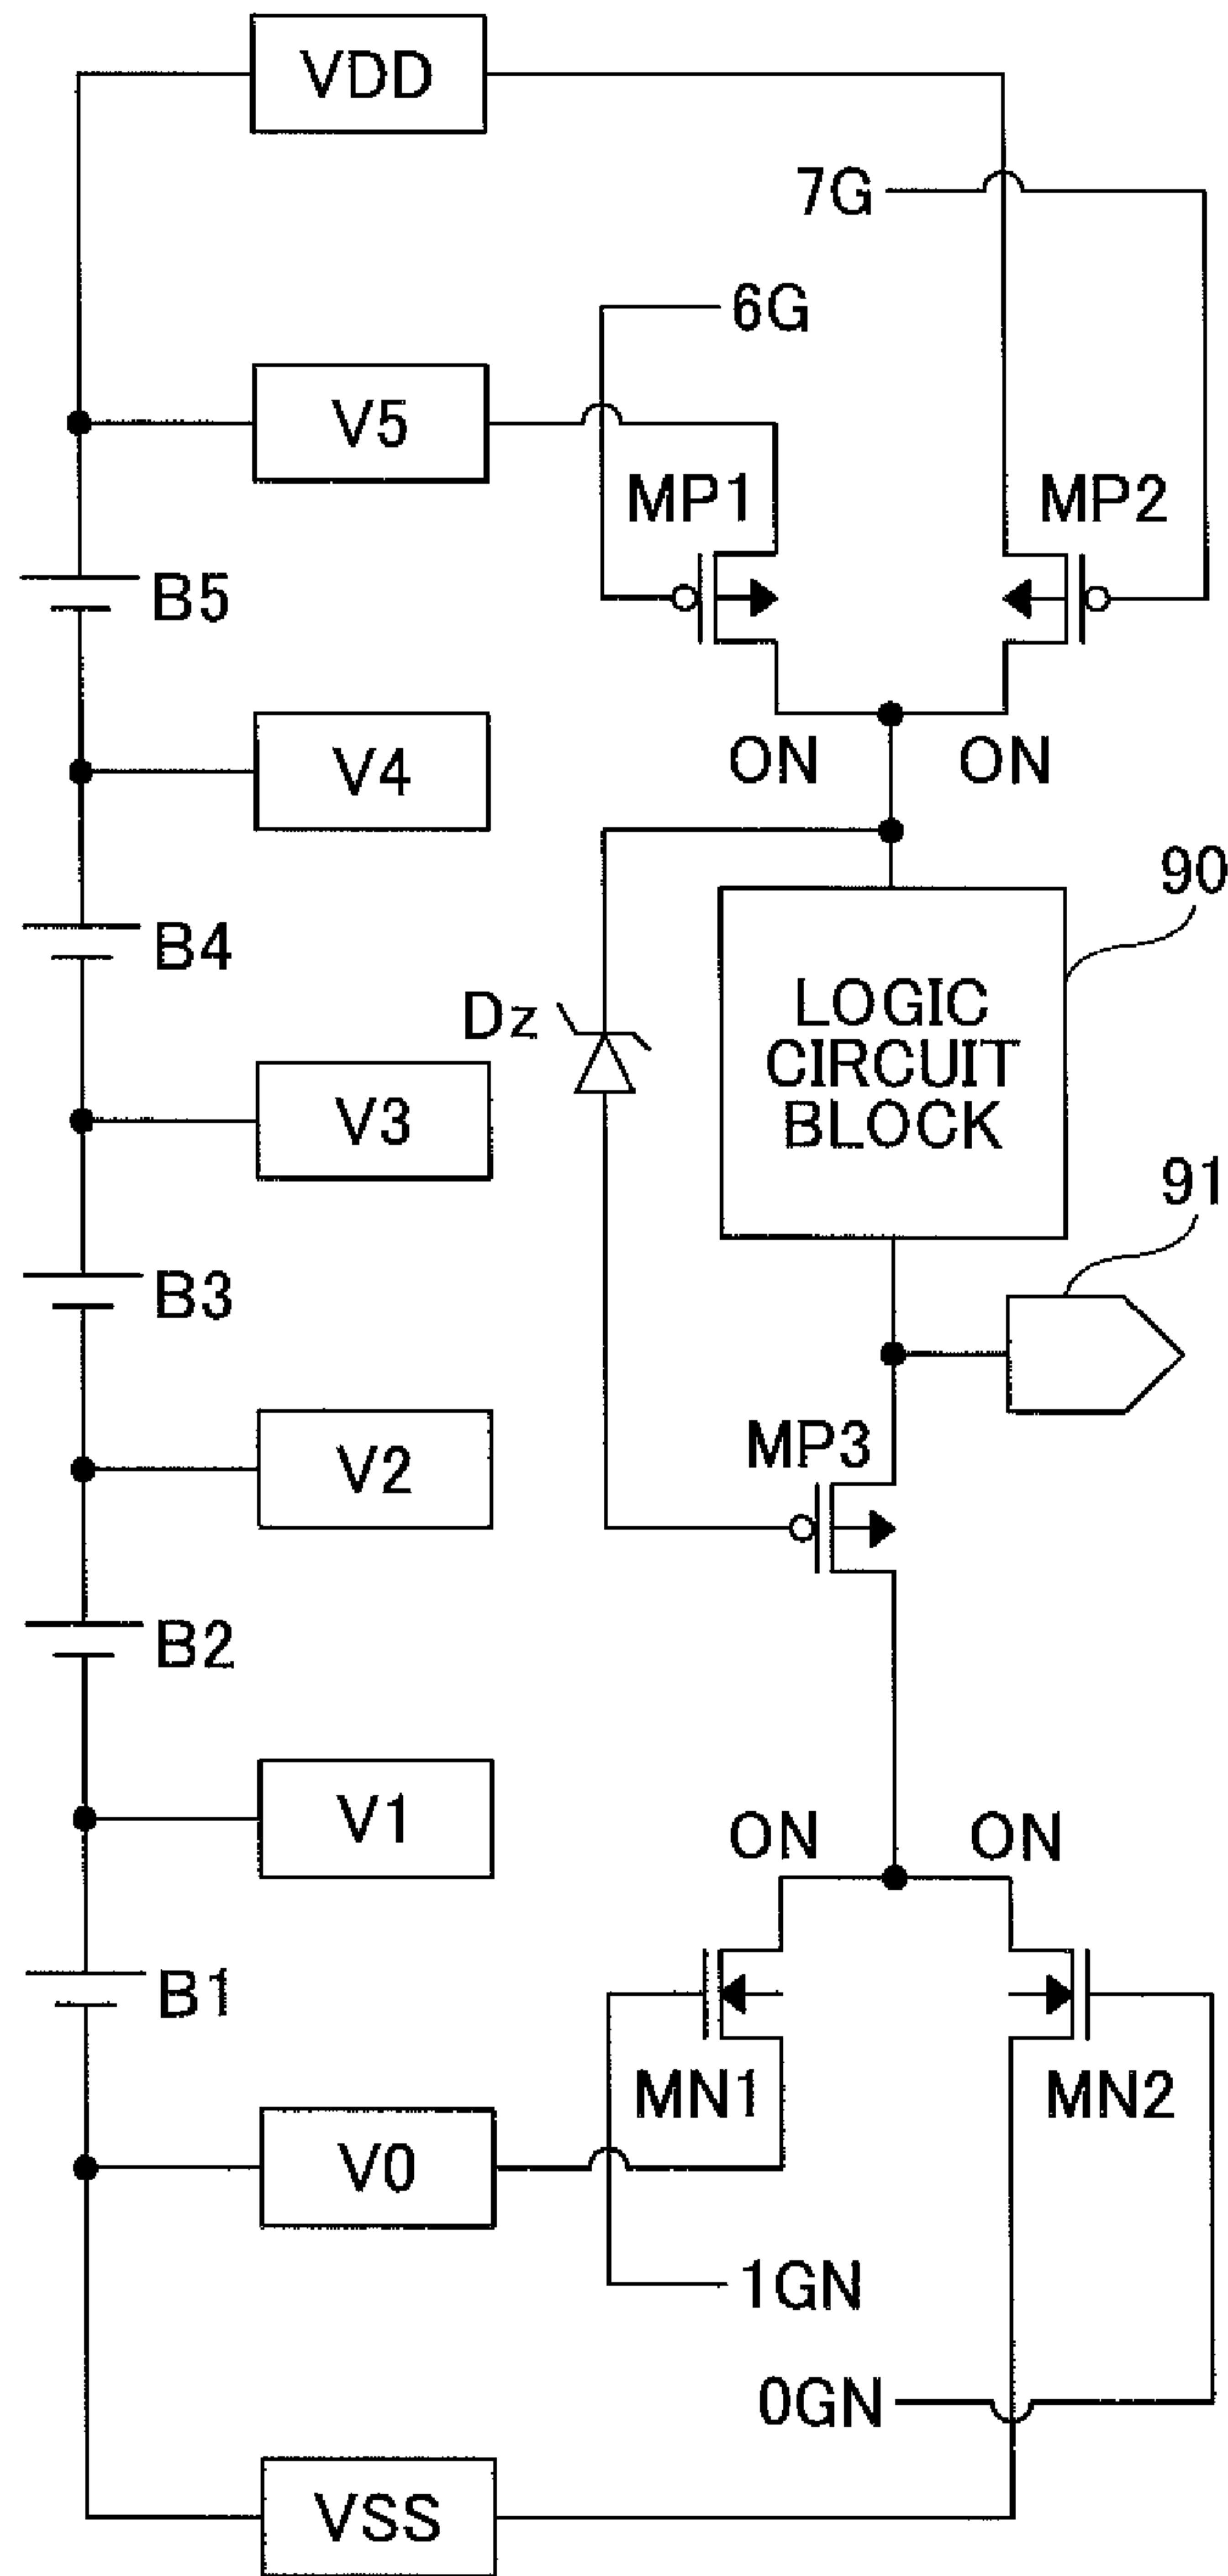 VDD
7G
6G
V5
MP1
MP2
B5
ON
ON
V4
90
B4
Dz
LOGIC
CIRCUIT
BLOCK
V3
91
B3
V2
MP3
B2
V1
ON
ON
B1
MN1
MN2
V0
1GN
0GN
VSS